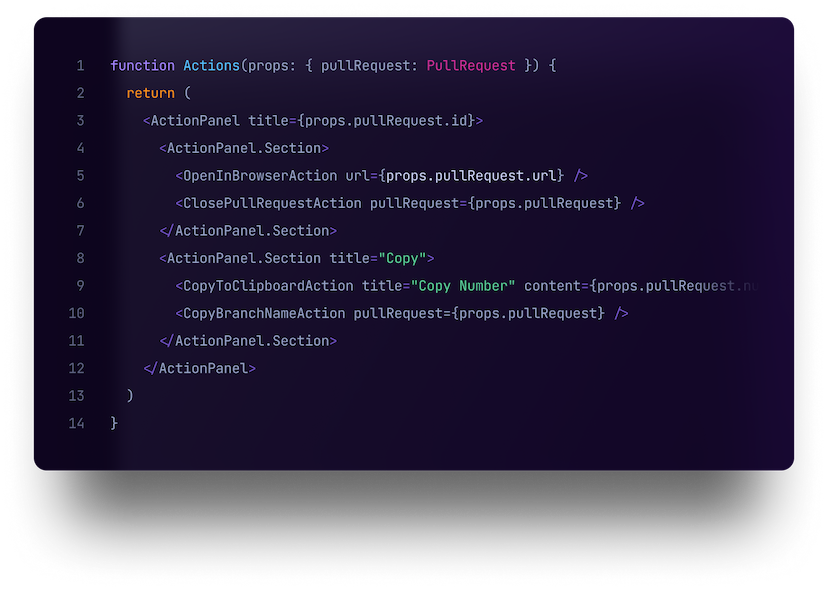 1 function Actions(props: { pullRequest: PullRequest }) {
2 return (
3 <ActionPanel title={props.pullRequest.id}>
4 <ActionPanel.Section>
5 <OpenInBrowserAction url={props.pullRequest.url} />
6 <ClosePullRequestAction pullRequest={props.pullRequest} />
7 </ActionPanel.Section>
8 <ActionPanel.Section title="Copy">
9 <CopyToClipboardAction title="Copy Number" content={props.pullRequest.nu
10 <CopyBranchNameAction pullRequest={props.pullRequest} />
11 </ActionPanel.Section>
12 </ActionPanel>
13 )
14 }